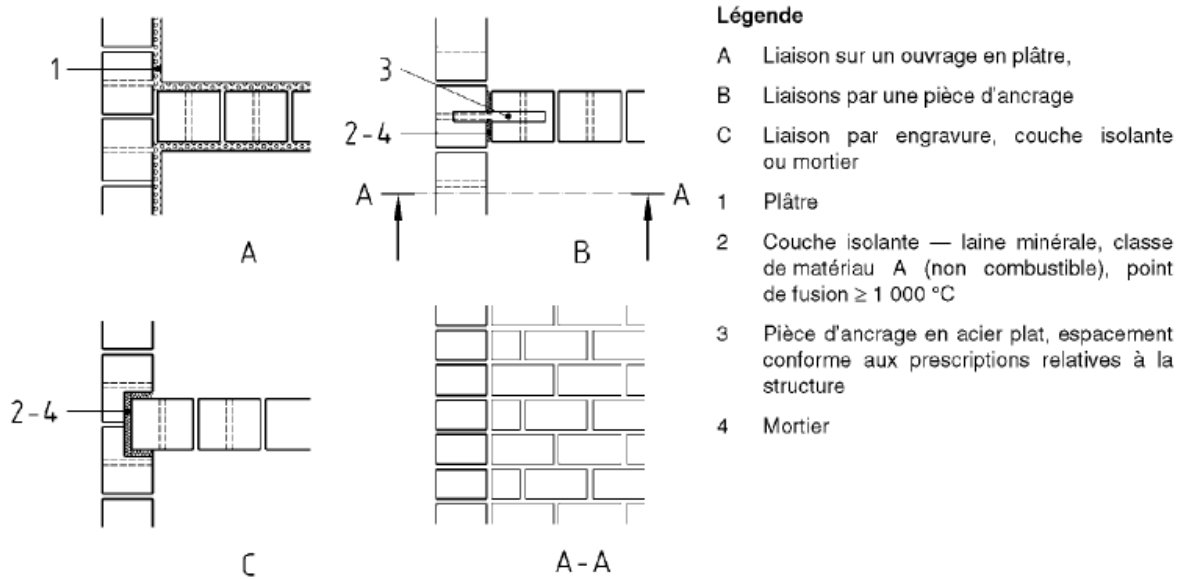 1
A
3
2-4
A
A
B
2-4
C
A-A
Légende
A Liaison sur un ouvrage en plâtre,
B Liaisons par une pièce d'ancrage
C Liaison par engravure, couche isolante
ou mortier
1 Plâtre
2 Couche isolante — laine minérale, classe
de matériau A (non combustible), point
de fusion ≥ 1 000 °C
3 Pièce d'ancrage en acier plat, espacement
conforme aux prescriptions relatives à la
structure
4 Mortier